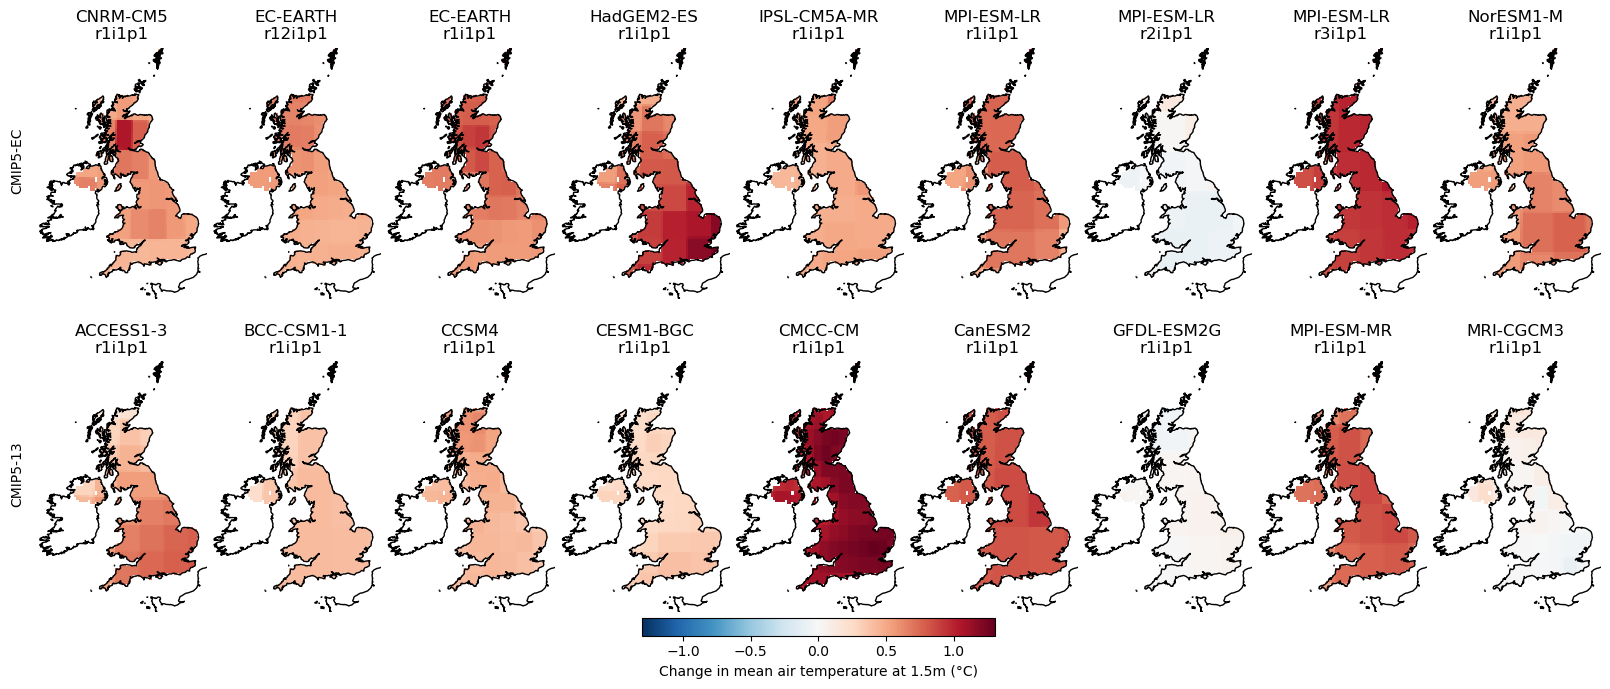 CNRM-CM5
r1i1p1
EC-EARTH
r12i1p1
EC-EARTH
r1i1p1
HadGEM2-ES
r1i1p1
IPSL-CM5A-MR
r1i1p1
MPI-ESM-LR
r1i1p1
MPI-ESM-LR
r2i1p1
MPI-ESM-LR
r3i1p1
NorESM1-M
r1i1p1
CMIP5-EC
ACCESS1-3
r1i1p1
BCC-CSM1-1
r1i1p1
CCSM4
r1i1p1
CESM1-BGC
r1i1p1
CMCC-CM
r1i1p1
CanESM2
r1i1p1
GFDL-ESM2G
r1i1p1
MPI-ESM-MR
r1i1p1
MRI-CGCM3
r1i1p1
CMIP5-13
−1.0 −0.5 0.0 0.5 1.0
Change in mean air temperature at 1.5m (°C)